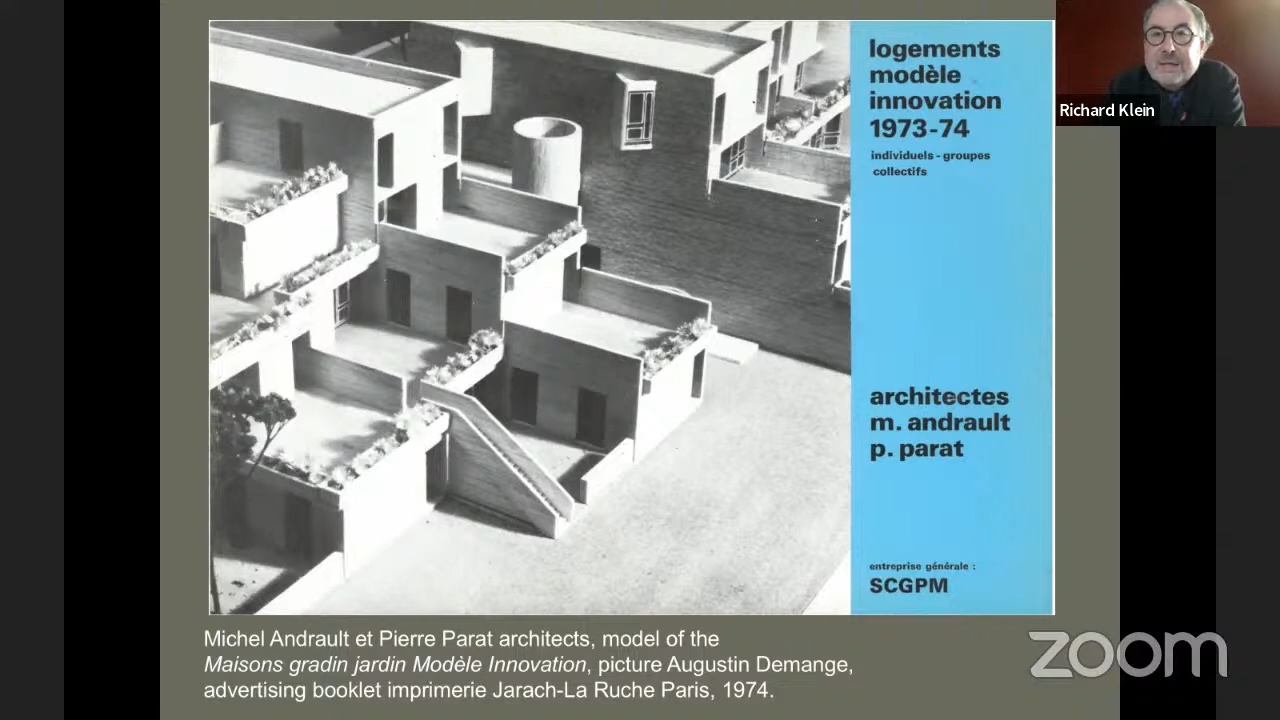 logements
modèle
innovation
1973-74
individuels - groupes
collectifs
architectes
m. andrault
p. parat
entreprise générale :
SCGPM
Richard Klein
Michel Andrault et Pierre Parat architects, model of the
Maisons gradin jardin Modèle Innovation, picture Augustin Demange,
advertising booklet imprimerie Jarach-La Ruche Paris, 1974.
zoom